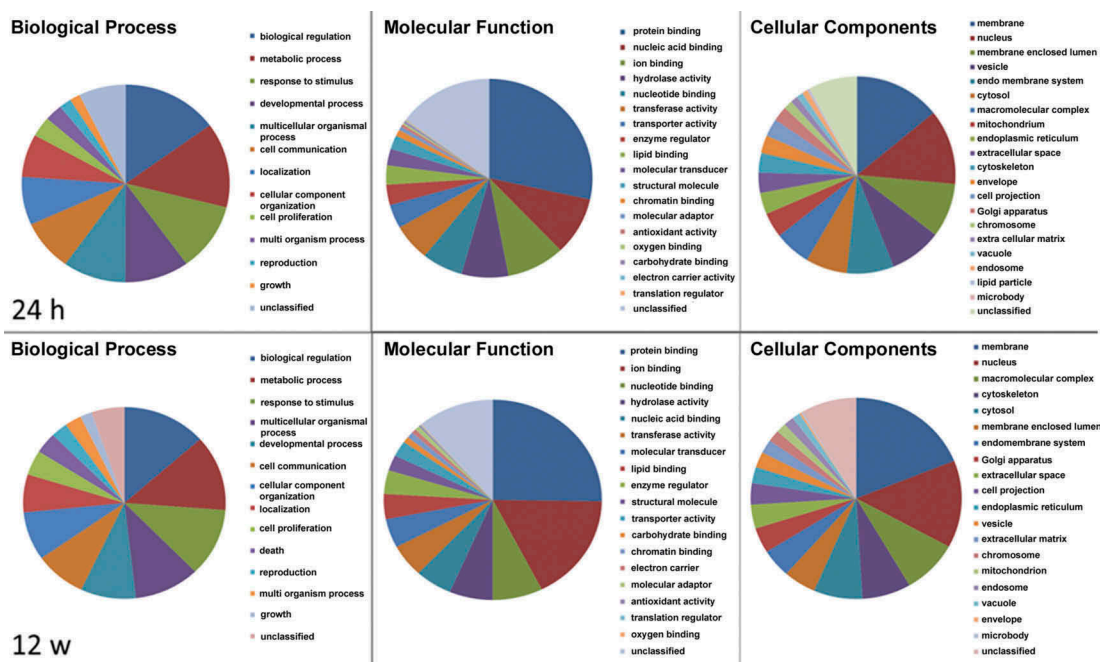 Biological Process
biological regulation
metabolic process
response to stimulus
developmental process
multicellular organismal
process
cell communication
localization
cellular component
organization
cell proliferation
multi organism process
reproduction
growth
unclassified
24 h
Molecular Function
protein binding
nucleic acid binding
ion binding
hydrolase activity
nucleotide binding
transferase activity
transporter activity
enzyme regulator
lipid binding
molecular transducer
structural molecule
chromatin binding
molecular adaptor
antioxidant activity
oxygen binding
carbohydrate binding
electron carrier activity
translation regulator
unclassified
Cellular Components
membrane
nucleus
membrane enclosed lumen
vesicle
endo membrane system
cytosol
macromolecular complex
mitochondrium
endoplasmic reticulum
extracellular space
cytoskeleton
envelope
cell projection
Golgi apparatus
chromosome
extra cellular matrix
vacuole
endosome
lipid particle
microbody
unclassified
Biological Process
biological regulation
metabolic process
response to stimulus
multicellular organismal
process
developmental process
cell communication
cellular component
organization
localization
cell proliferation
death
reproduction
multi organism process
growth
unclassified
12 w
Molecular Function
protein binding
ion binding
nucleotide binding
hydrolase activity
nucleic acid binding
transferase activity
molecular transducer
lipid binding
enzyme regulator
structural molecule
transporter activity
carbohydrate binding
chromatin binding
electron carrier
molecular adaptor
antioxidant activity
translation regulator
oxygen binding
unclassified
Cellular Components
membrane
nucleus
macromolecular complex
cytoskeleton
cytosol
membrane enclosed lumen
endomembrane system
Golgi apparatus
extracellular space
cell projection
endoplasmic reticulum
vesicle
extracellular matrix
chromosome
mitochondrion
endosome
vacuole
envelope
microbody
unclassified